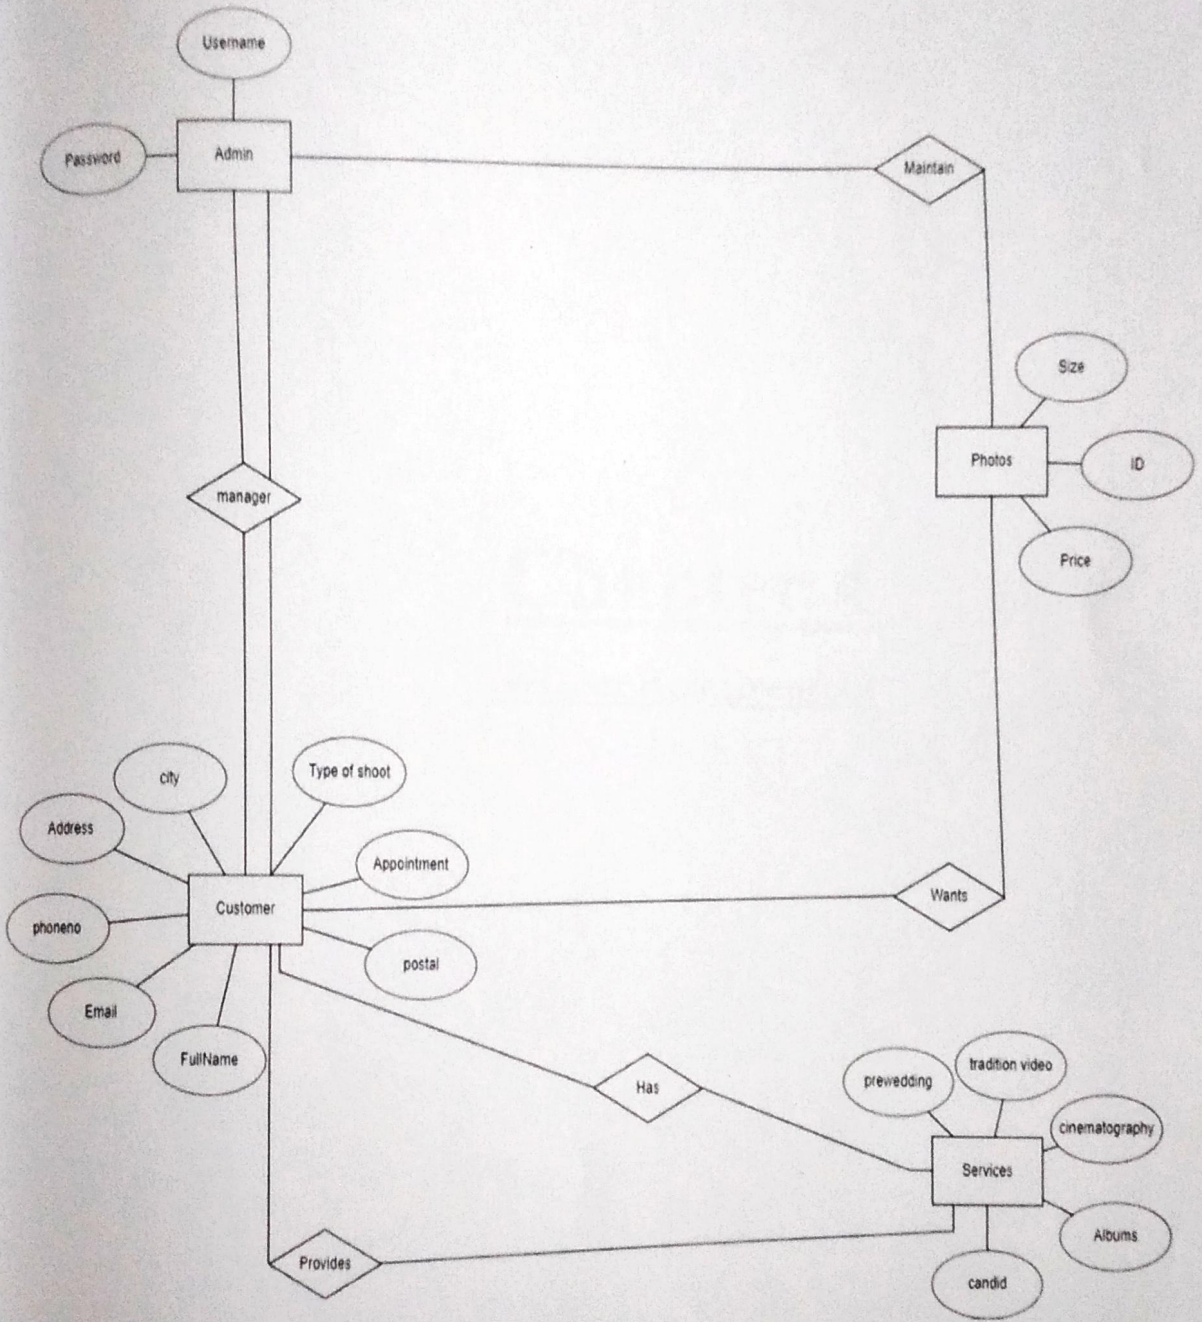 Username
Password
Admin
Maintain
Size
Photos
ID
Price
manager
city
Type of shoot
Address
Appointment
Customer
Wants
phoneno
postal
Email
FullName
Has
prewedding
tradition video
cinematography
Services
Albums
Provides
candid